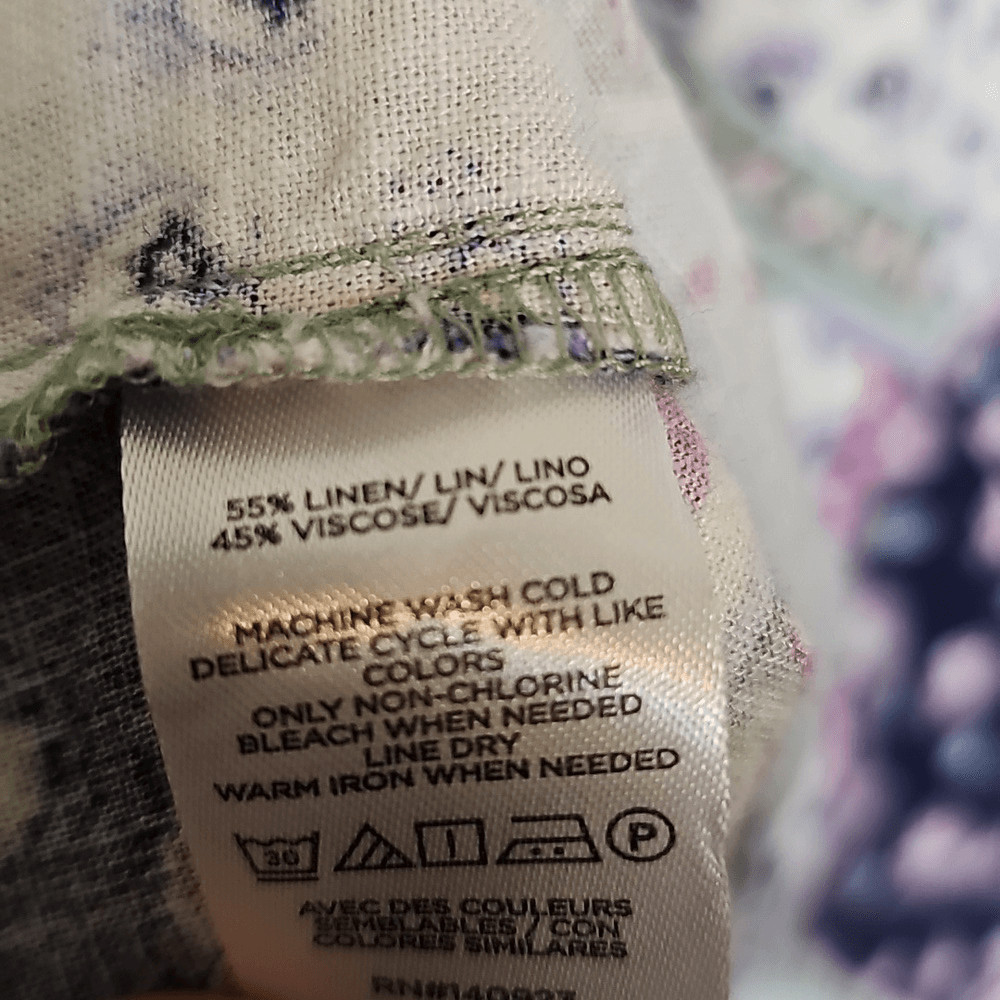 55% LINEN/ LIN/ LINO
45% VISCOSE/ VISCOSA
MACHINE WASH COLD
DELICATE CYCLE WITH LIKE
COLORS
ONLY NON-CHLORINE
BLEACH WHEN NEEDED
LINE DRY
WARM IRON WHEN NEEDED
30 P
AVEC DES COULEURS
SEMBLABLES / CON
COLORES SIMILARES